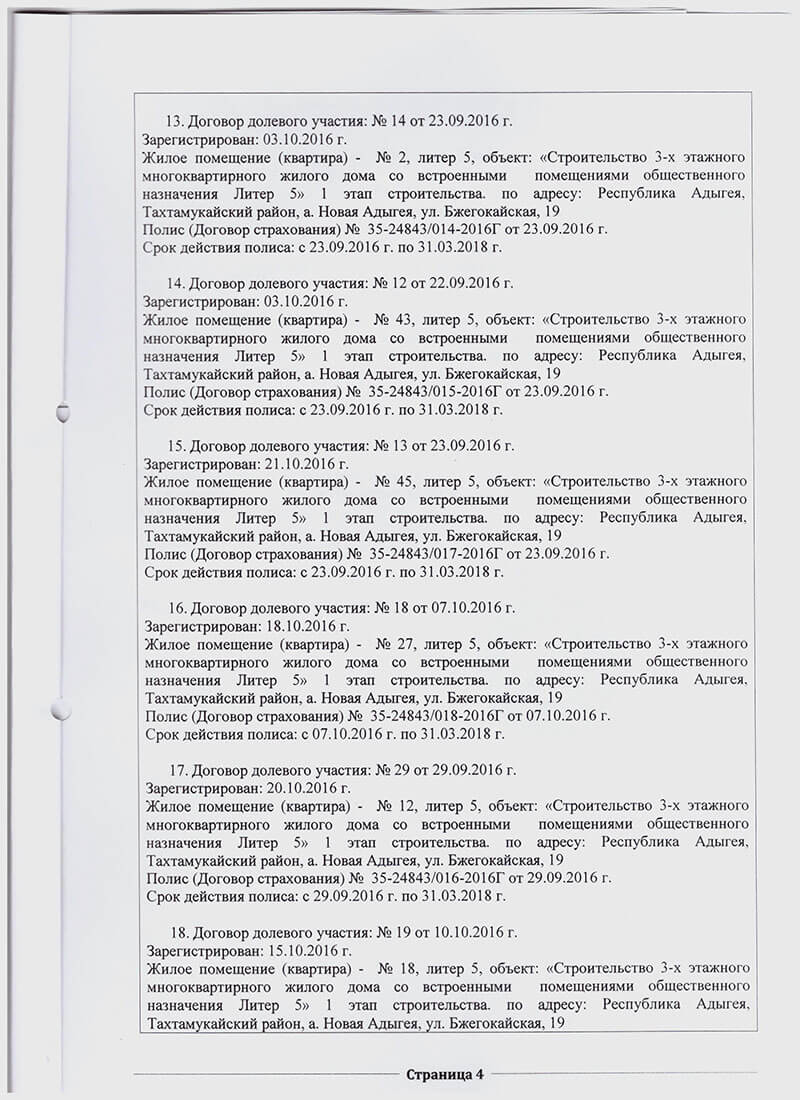 13. Договор долевого участия: № 14 от 23.09.2016 г.
Зарегистрирован: 03.10.2016 г.
Жилое помещение (квартира) - № 2, литер 5, объект: «Строительство 3-х этажного
многоквартирного жилого дома со встроенными помещениями общественного
назначения Литер 5» 1 этап строительства. по адресу: Республика Адыгея,
Тахтамукайский район, а. Новая Адыгея, ул. Бжегокайская, 19
Полис (Договор страхования) № 35-24843/014-2016Г от 23.09.2016 г.
Срок действия полиса: с 23.09.2016 г. по 31.03.2018 г.
14. Договор долевого участия: № 12 от 22.09.2016 г.
Зарегистрирован: 03.10.2016 г.
Жилое помещение (квартира) - № 43, литер 5, объект: «Строительство 3-х этажного
многоквартирного жилого дома со встроенными помещениями общественного
назначения Литер 5» 1 этап строительства. по адресу: Республика Адыгея,
Тахтамукайский район, а. Новая Адыгея, ул. Бжегокайская, 19
Полис (Договор страхования) № 35-24843/015-2016Г от 23.09.2016 г.
Срок действия полиса: с 23.09.2016 г. по 31.03.2018 г.
15. Договор долевого участия: № 13 от 23.09.2016 г.
Зарегистрирован: 21.10.2016 г.
Жилое помещение (квартира) - № 45, литер 5, объект: «Строительство 3-х этажного
многоквартирного жилого дома со встроенными помещениями общественного
назначения Литер 5» 1 этап строительства. по адресу: Республика Адыгея,
Тахтамукайский район, а. Новая Адыгея, ул. Бжегокайская, 19
Полис (Договор страхования) № 35-24843/017-2016Г от 23.09.2016 г.
Срок действия полиса: с 23.09.2016 г. по 31.03.2018 г.
16. Договор долевого участия: № 18 от 07.10.2016 г.
Зарегистрирован: 18.10.2016 г.
Жилое помещение (квартира) - № 27, литер 5, объект: «Строительство 3-х этажного
многоквартирного жилого дома со встроенными помещениями общественного
назначения Литер 5» 1 этап строительства. по адресу: Республика Адыгея,
Тахтамукайский район, а. Новая Адыгея, ул. Бжегокайская, 19
Полис (Договор страхования) № 35-24843/018-2016Г от 07.10.2016 г.
Срок действия полиса: с 07.10.2016 г. по 31.03.2018 г.
17. Договор долевого участия: № 29 от 29.09.2016 г.
Зарегистрирован: 20.10.2016 г.
Жилое помещение (квартира) - № 12, литер 5, объект: «Строительство 3-х этажного
многоквартирного жилого дома со встроенными помещениями общественного
назначения Литер 5» 1 этап строительства. по адресу: Республика Адыгея,
Тахтамукайский район, а. Новая Адыгея, ул. Бжегокайская, 19
Полис (Договор страхования) № 35-24843/016-2016Г от 29.09.2016 г.
Срок действия полиса: с 29.09.2016 г. по 31.03.2018 г.
18. Договор долевого участия: № 19 от 10.10.2016 г.
Зарегистрирован: 15.10.2016 г.
Жилое помещение (квартира) - № 18, литер 5, объект: «Строительство 3-х этажного
многоквартирного жилого дома со встроенными помещениями общественного
назначения Литер 5» 1 этап строительства. по адресу: Республика Адыгея,
Тахтамукайский район, а. Новая Адыгея, ул. Бжегокайская, 19
Страница 4